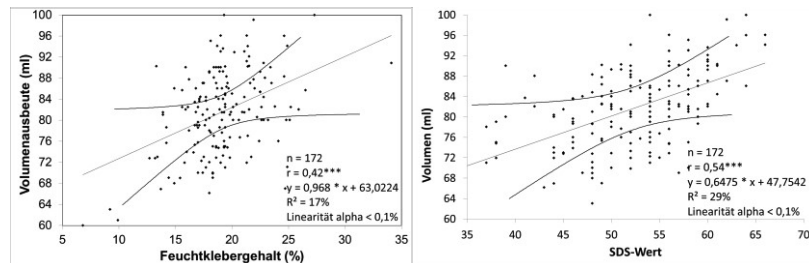 Volumenausbeute (ml)
100
96
92
88
84
80
76
72
68
64
60
n = 172
r = 0,42***
y = 0,968 * x + 63,0224
R² = 17%
Linearität alpha < 0,1%
5 10 15 20 25 30 35
Feuchtklebergehalt (%)
Volumen (ml)
100
96
92
88
84
80
76
72
68
64
60
n = 172
r = 0,54***
y = 0,6475 * x + 47,7542
R² = 29%
Linearität alpha < 0,1%
35 40 45 50 55 60 65 70
SDS-Wert